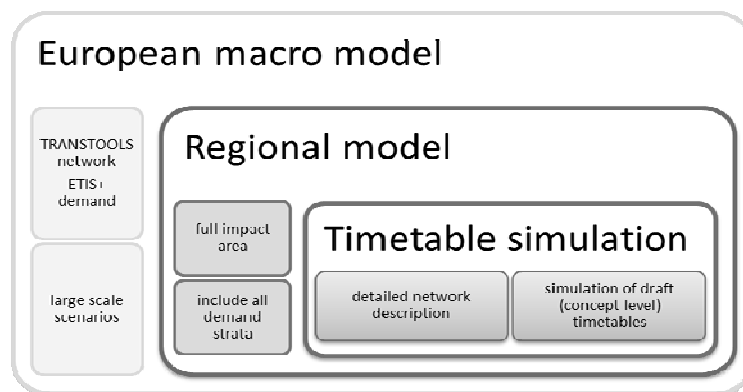 European macro model
TRANSTOOLS
network
ETIS+
demand
large scale
scenarios
Regional model
full impact
area
include all
demand
strata
Timetable simulation
detailed network
description
simulation of draft
(concept level)
timetables